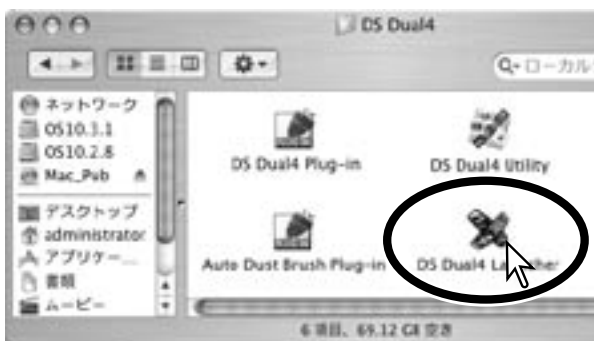 DS Dual4
ローカル
ネットワーク
OS10.3.1
OS10.2.8
Mac_Pub
デスクトップ
administrator
アプリケー...
書類
ムービー
DS Dual4 Plug-in
DS Dual4 Utility
Auto Dust Brush Plug-in
DS Dual4 La her
6 項目、69.12 GB 空き